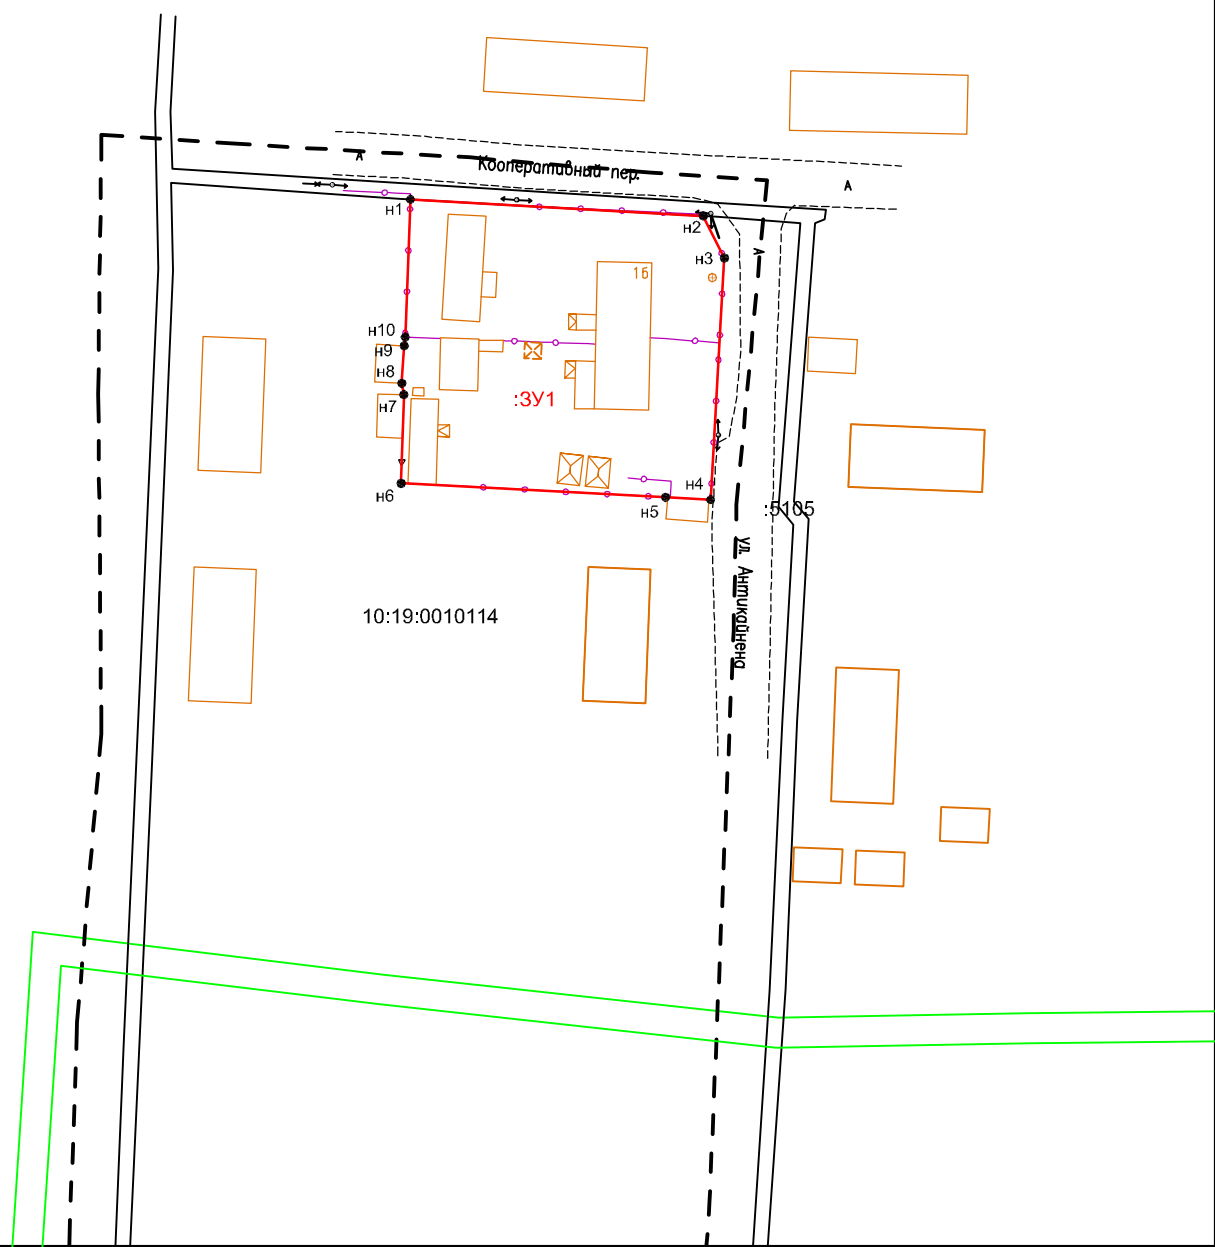 Кооперативный пер.
А
А
н1
н2
н3
А
1б
н10
н9
н8
н7
:ЗУ1
н6
н4
н5
:5105
ул. Антикайнена
10:19:0010114